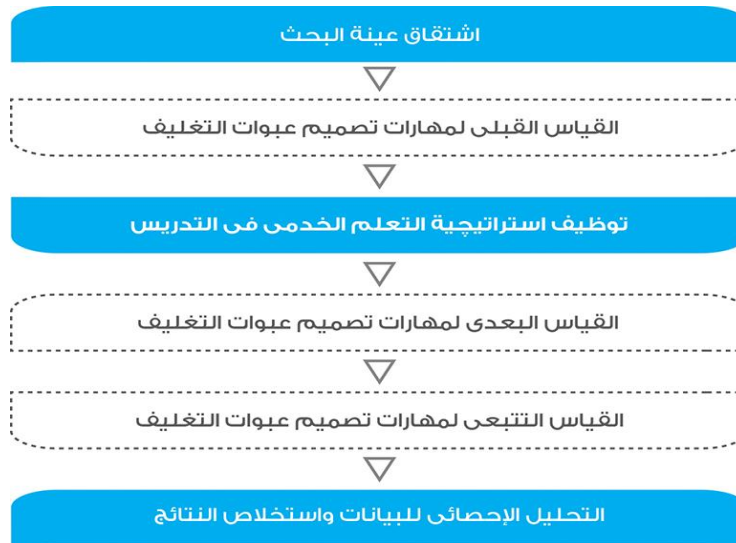 اشتقاق عينة البحث
القياس القبلى لمهارات تصميم عبوات التغليف
توظيف استراتيچية التعلم الخدمى فى التدريس
القياس البعدى لمهارات تصميم عبوات التغليف
القياس التتبعى لمهارات تصميم عبوات التغليف
التحليل الإحصائى للبيانات واستخلاص النتائج